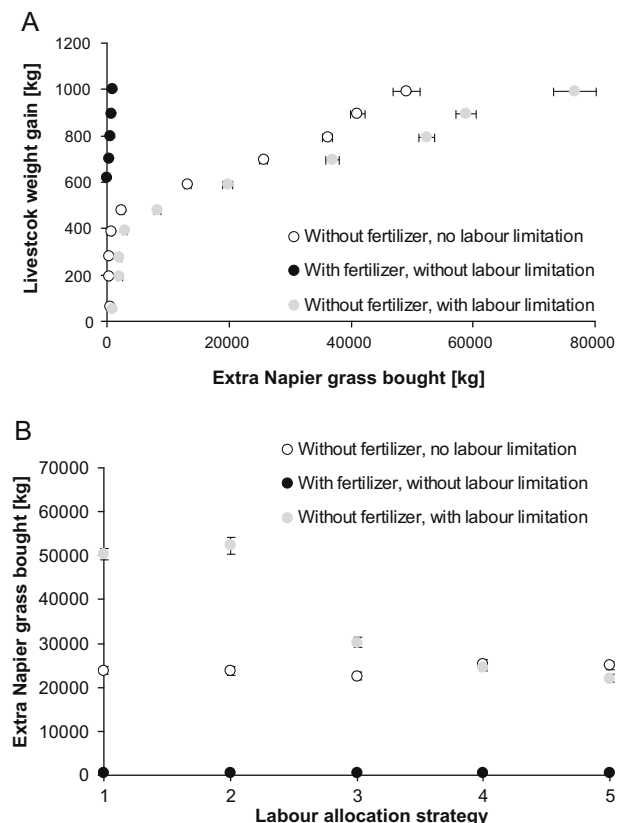 A
Livestcok weight gain [kg]
1200
1000
800
600
400
200
0
0 20000 40000 60000 80000
Extra Napier grass bought [kg]
Without fertilizer, no labour limitation
With fertilizer, without labour limitation
Without fertilizer, with labour limitation
B
Without fertilizer, no labour limitation
With fertilizer, without labour limitation
Without fertilizer, with labour limitation
Extra Napier grass bought [kg]
70000
60000
50000
40000
30000
20000
10000
0
1 2 3 4 5
Labour allocation strategy